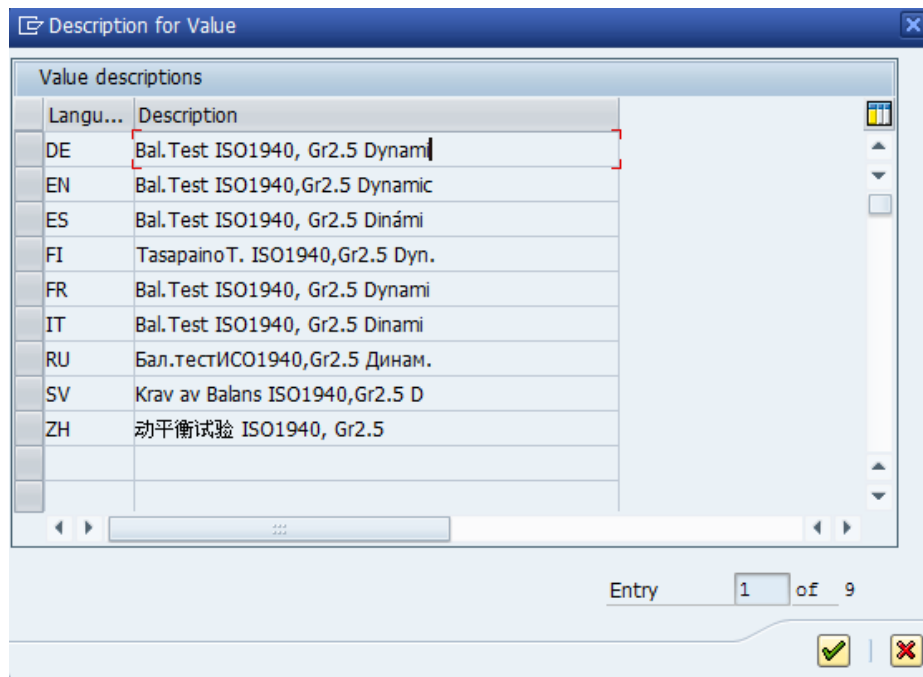 Description for Value
Value descriptions
Langu... Description
DE Bal.Test ISO1940, Gr2.5 Dynami
EN Bal.Test ISO1940,Gr2.5 Dynamic
ES Bal.Test ISO1940, Gr2.5 Dinámi
FI TasapainoT. ISO1940,Gr2.5 Dyn.
FR Bal.Test ISO1940, Gr2.5 Dynami
IT Bal.Test ISO1940, Gr2.5 Dinami
RU Бал.тестИСО1940,Gr2.5 Динам.
SV Krav av Balans ISO1940,Gr2.5 D
ZH 动平衡试验 ISO1940, Gr2.5
Entry 1 of 9